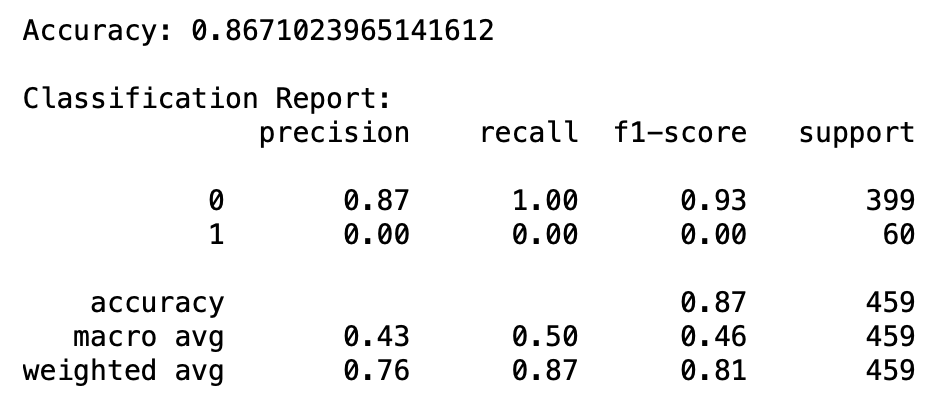 Accuracy: 0.8671023965141612
Classification Report:
precision recall f1-score support
0 0.87 1.00 0.93 399
1 0.00 0.00 0.00 60
accuracy 0.87 459
macro avg 0.43 0.50 0.46 459
weighted avg 0.76 0.87 0.81 459